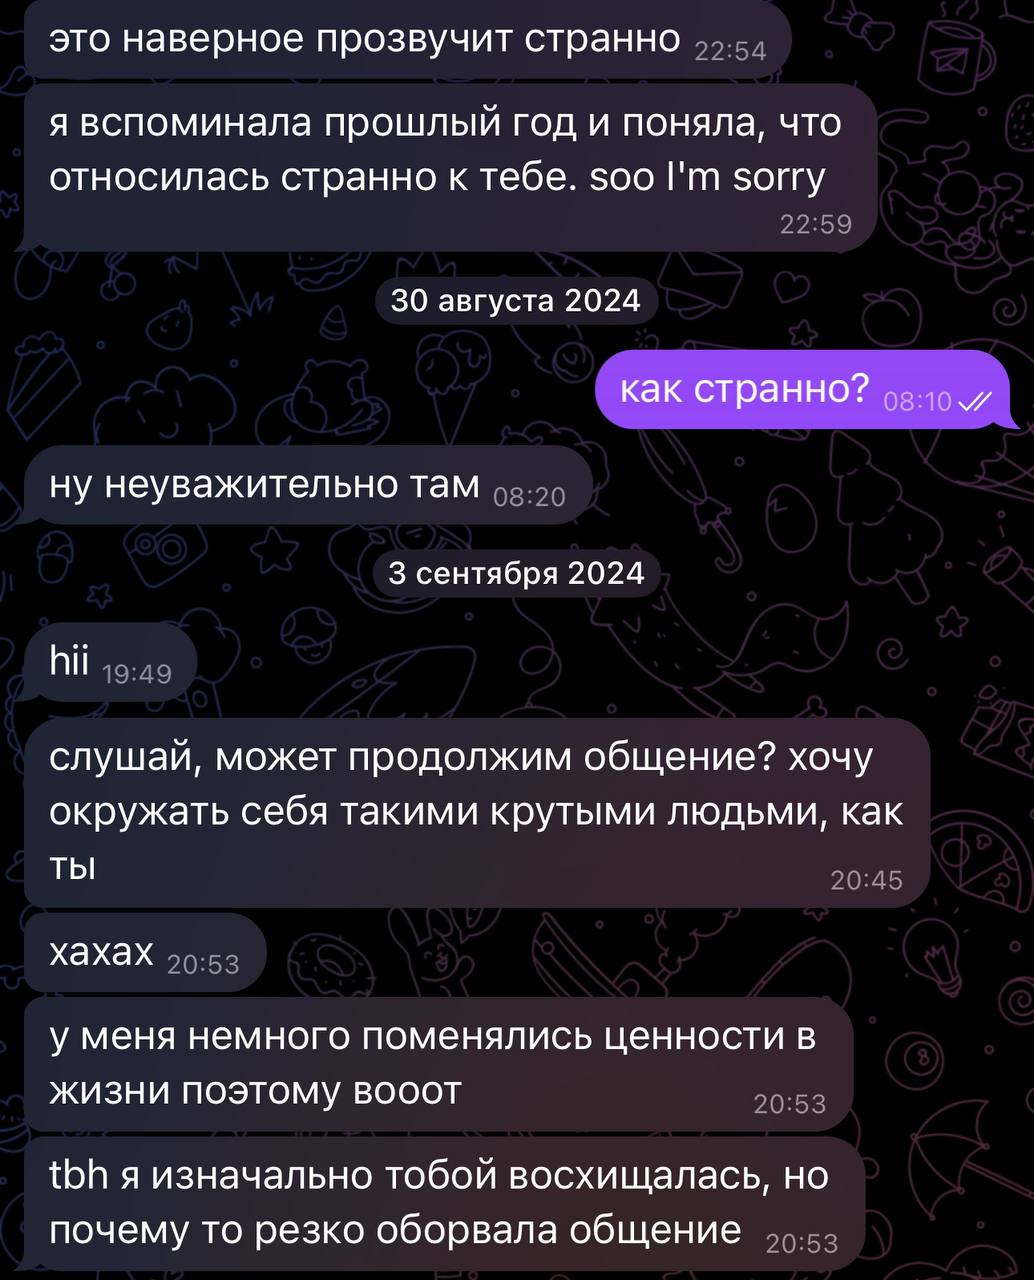 это наверное прозвучит странно 22:54
я вспоминала прошлый год и поняла, что
относилась странно к тебе. soo I'm sorry
22:59
30 августа 2024
как странно? 08:10
ну неуважительно там 08:20
3 сентября 2024
hii 19:49
слушай, может продолжим общение? хочу
окружать себя такими крутыми людьми, как
ты 20:45
хахах 20:53
у меня немного поменялись ценности в
жизни поэтому вооот 20:53
tbh я изначально тобой восхищалась, но
почему то резко оборвала общение 20:53